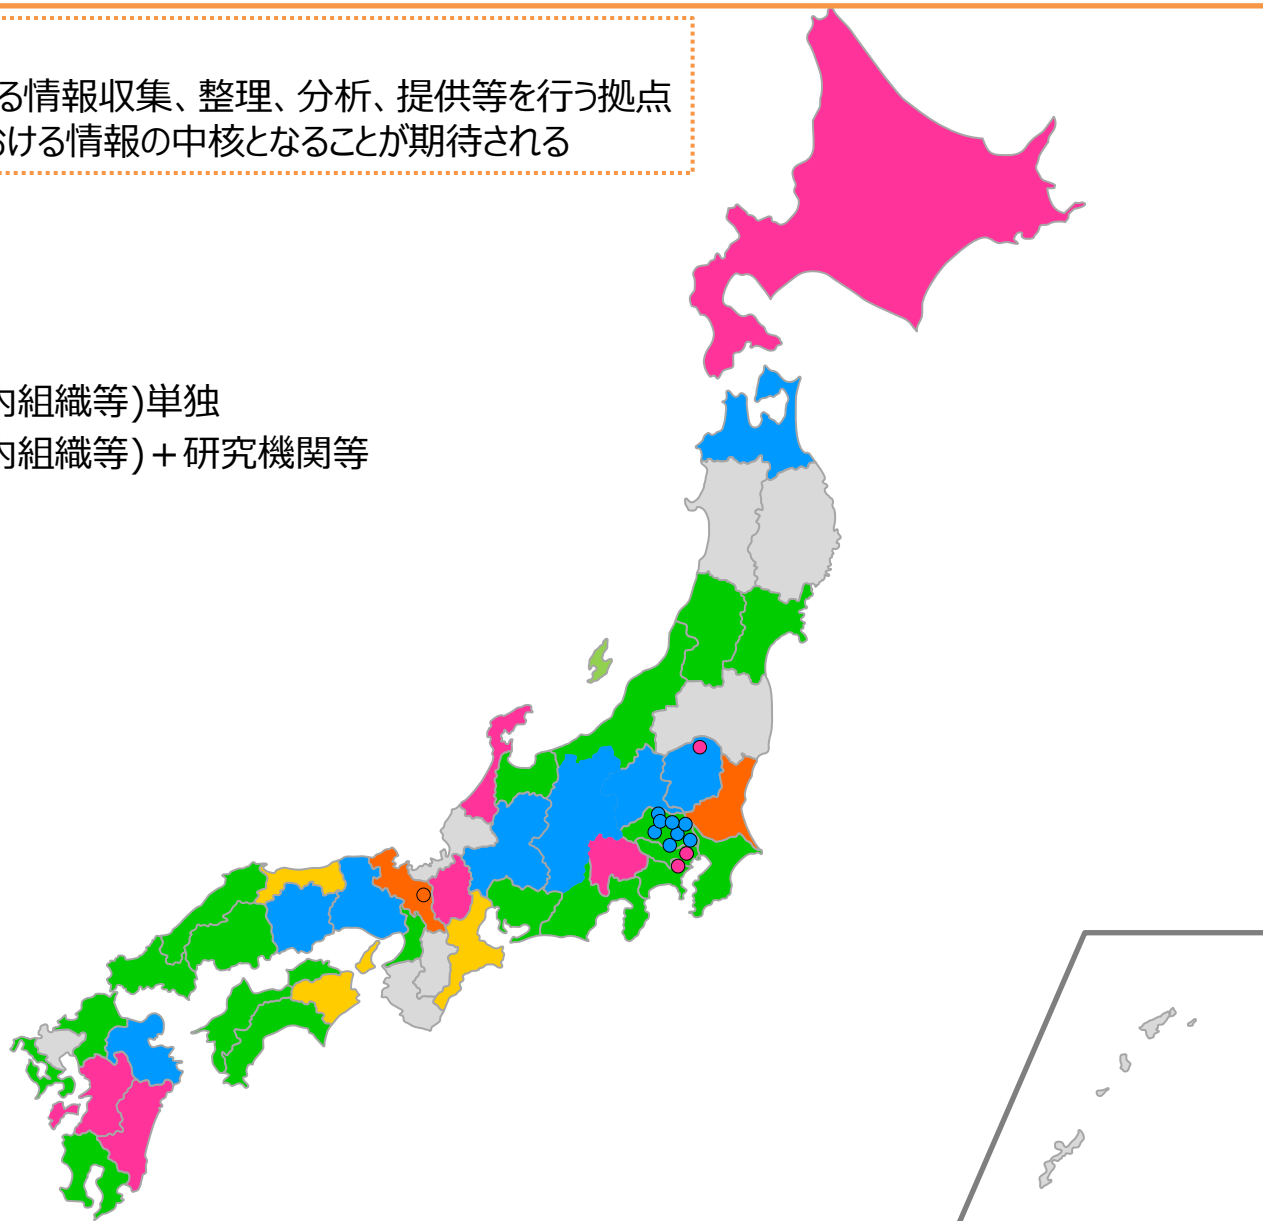 る情報収集、整理、分析、提供等を行う拠点
おける情報の中核となることが期待される
内組織等)単独
内組織等)+研究機関等